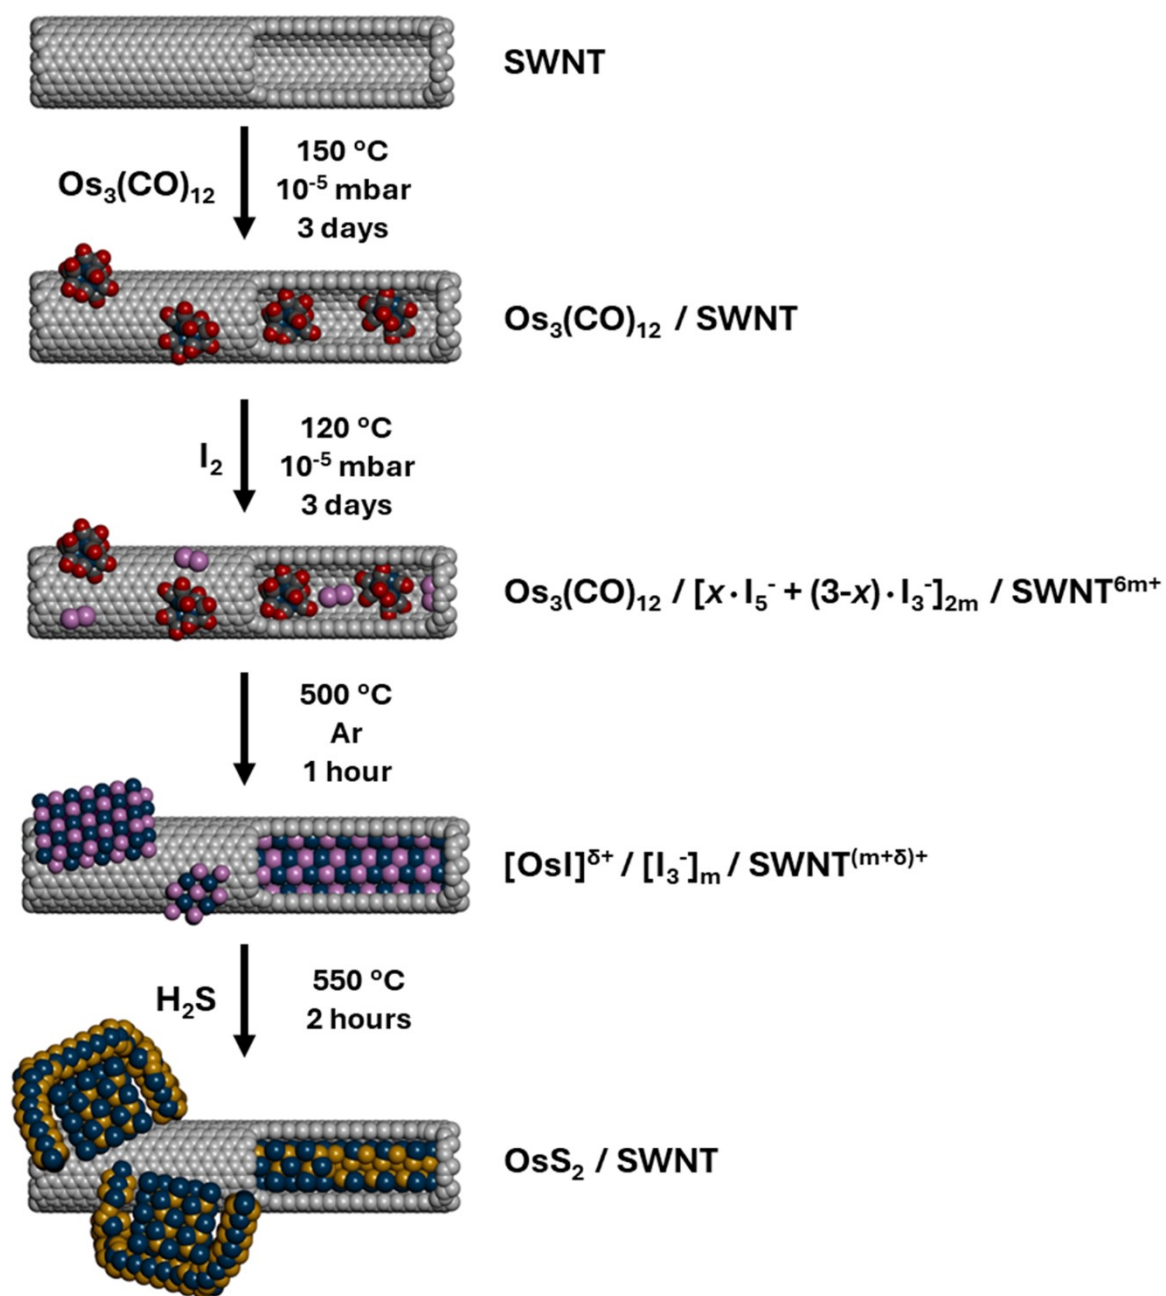 SWNT
Os₃(CO)₁₂
150 °C
10⁻⁵ mbar
3 days
Os₃(CO)₁₂ / SWNT
I₂
120 °C
10⁻⁵ mbar
3 days
Os₃(CO)₁₂ / [x·I₅⁻ + (3-x)·I₃⁻]₂ₘ / SWNT⁶ᵐ⁺
500 °C
Ar
1 hour
[OsI]ᵟ⁺ / [I₃⁻]ₘ / SWNT⁽ᵐ⁺ᵟ⁾⁺
H₂S
550 °C
2 hours
OsS₂ / SWNT